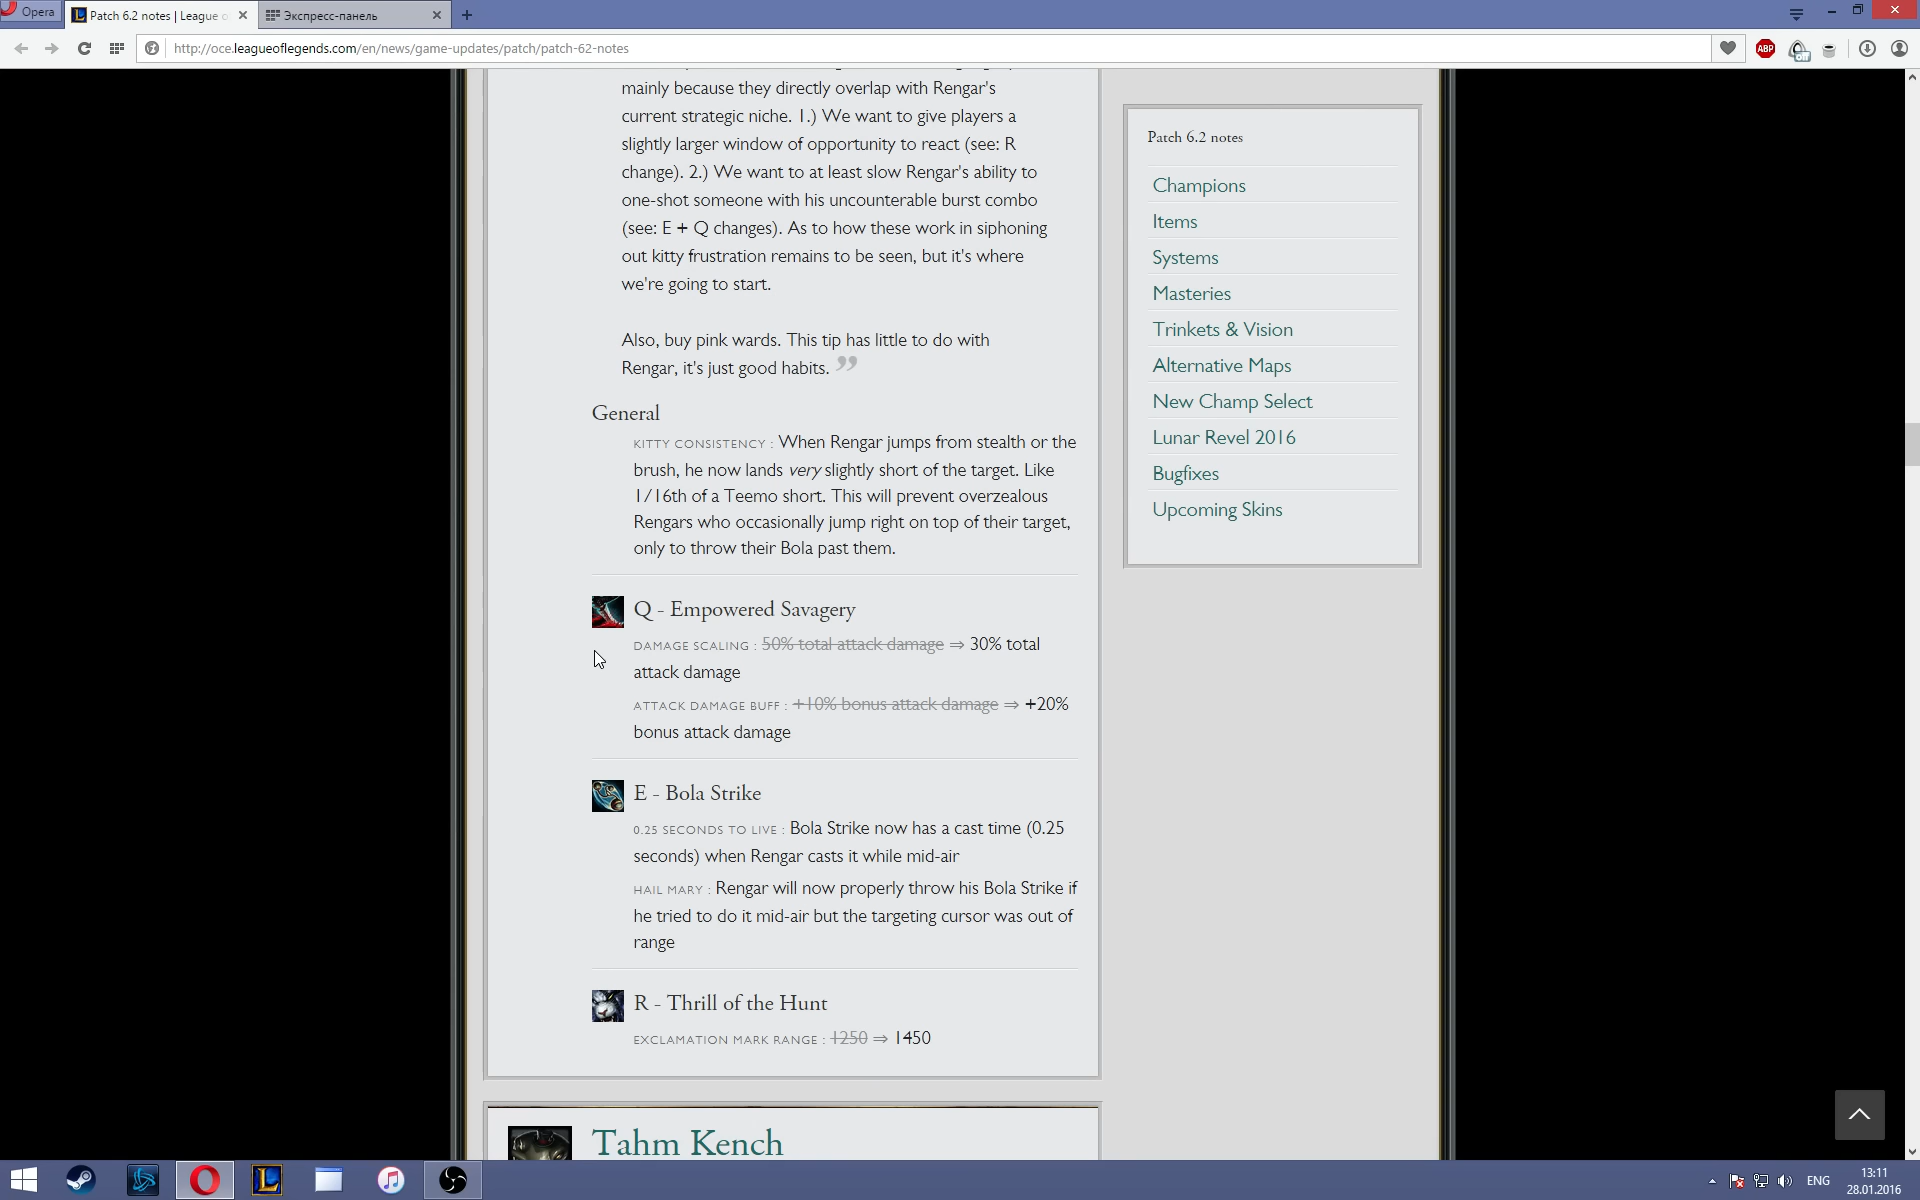 Opera
Patch 6.2 notes | League o
Экспресс-панель
http://oce.leagueoflegends.com/en/news/game-updates/patch/patch-62-notes
ABP
off
mainly because they directly overlap with Rengar's
current strategic niche. 1.) We want to give players a
slightly larger window of opportunity to react (see: R
change). 2.) We want to at least slow Rengar's ability to
one-shot someone with his uncounterable burst combo
(see: E + Q changes). As to how these work in siphoning
out kitty frustration remains to be seen, but it's where
we're going to start.
Also, buy pink wards. This tip has little to do with
Rengar, it's just good habits. ”
General
KITTY CONSISTENCY : When Rengar jumps from stealth or the
brush, he now lands very slightly short of the target. Like
1/16th of a Teemo short. This will prevent overzealous
Rengars who occasionally jump right on top of their target,
only to throw their Bola past them.
Q - Empowered Savagery
DAMAGE SCALING : 50% total attack damage ⇒ 30% total
attack damage
ATTACK DAMAGE BUFF : +10% bonus attack damage ⇒ +20%
bonus attack damage
E - Bola Strike
0.25 SECONDS TO LIVE : Bola Strike now has a cast time (0.25
seconds) when Rengar casts it while mid-air
HAIL MARY : Rengar will now properly throw his Bola Strike if
he tried to do it mid-air but the targeting cursor was out of
range
R - Thrill of the Hunt
EXCLAMATION MARK RANGE : 1250 ⇒ 1450
Tahm Kench
Patch 6.2 notes
Champions
Items
Systems
Masteries
Trinkets & Vision
Alternative Maps
New Champ Select
Lunar Revel 2016
Bugfixes
Upcoming Skins
ENG
13:11
28.01.2016